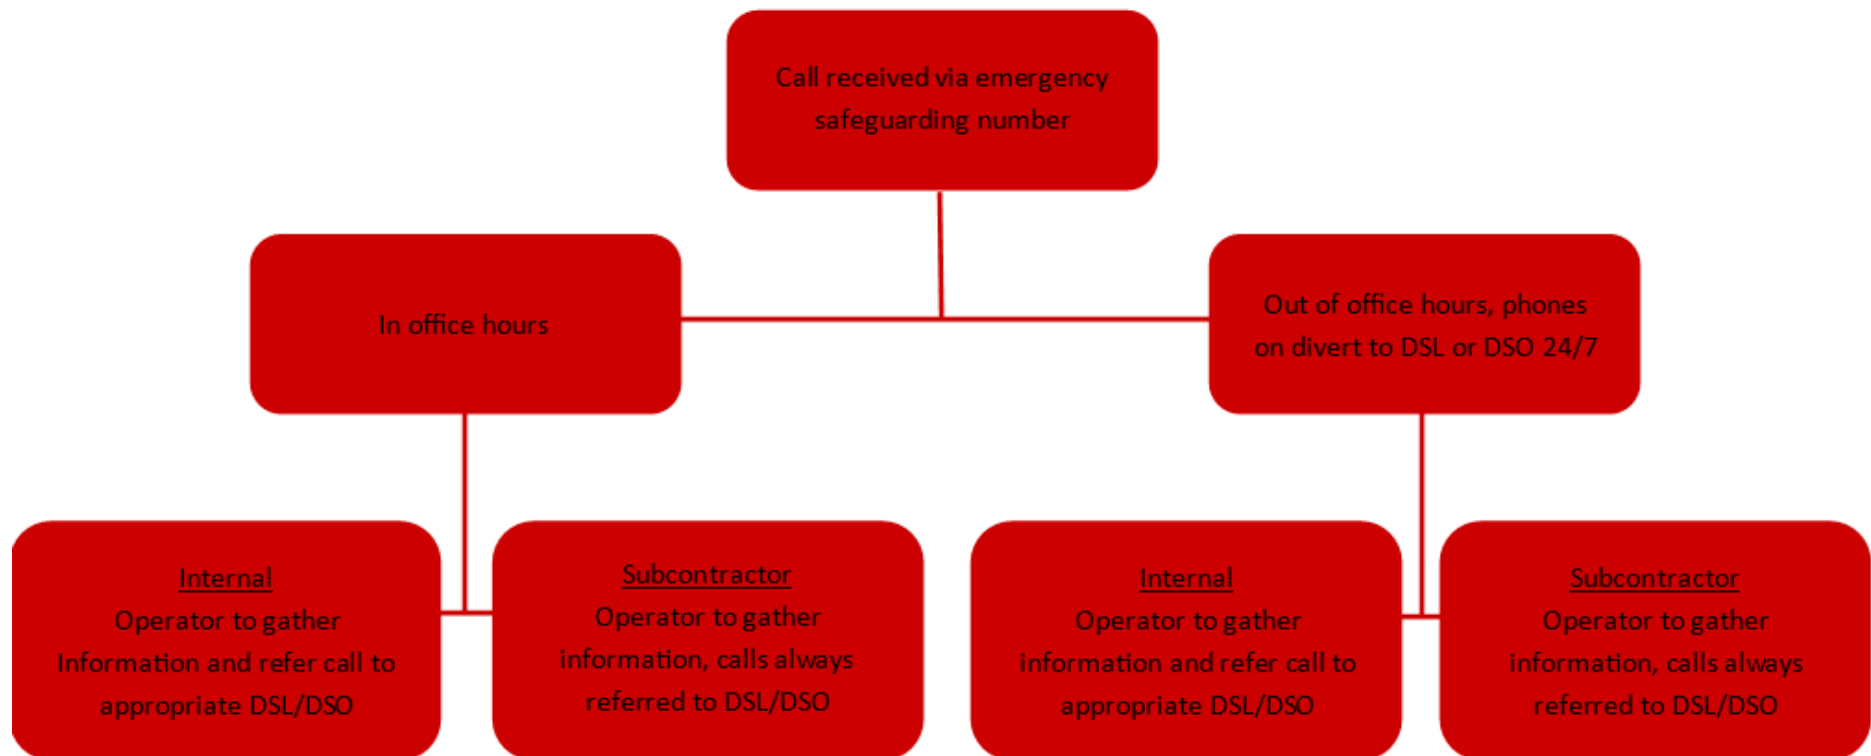 Call received via emergency
safeguarding number
In office hours
Out of office hours, phones
on divert to DSL or DSO 24/7
Internal
Operator to gather
Information and refer call to
appropriate DSL/DSO
Subcontractor
Operator to gather
information, calls always
referred to DSL/DSO
Internal
Operator to gather
information and refer call to
appropriate DSL/DSO
Subcontractor
Operator to gather
information, calls always
referred to DSL/DSO